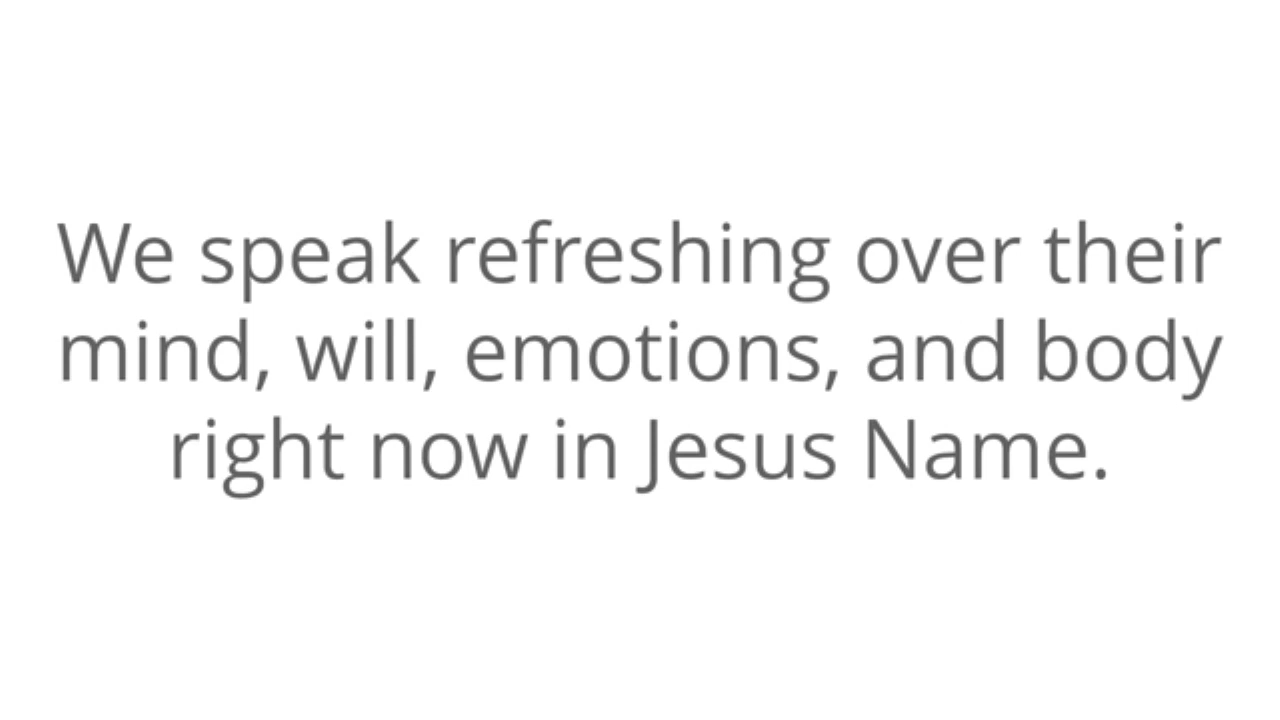 We speak refreshing over their
mind, will, emotions, and body
right now in Jesus Name.